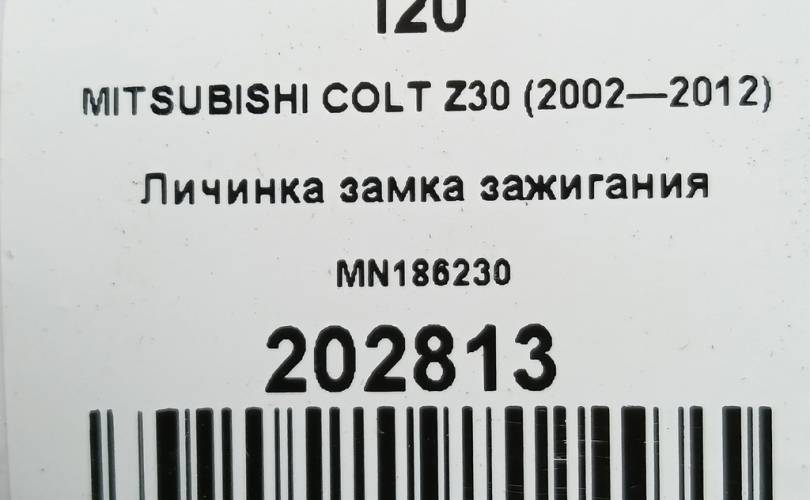 120
MITSUBISHI COLT Z30 (2002—2012)
Личинка замка зажигания
MN186230
202813